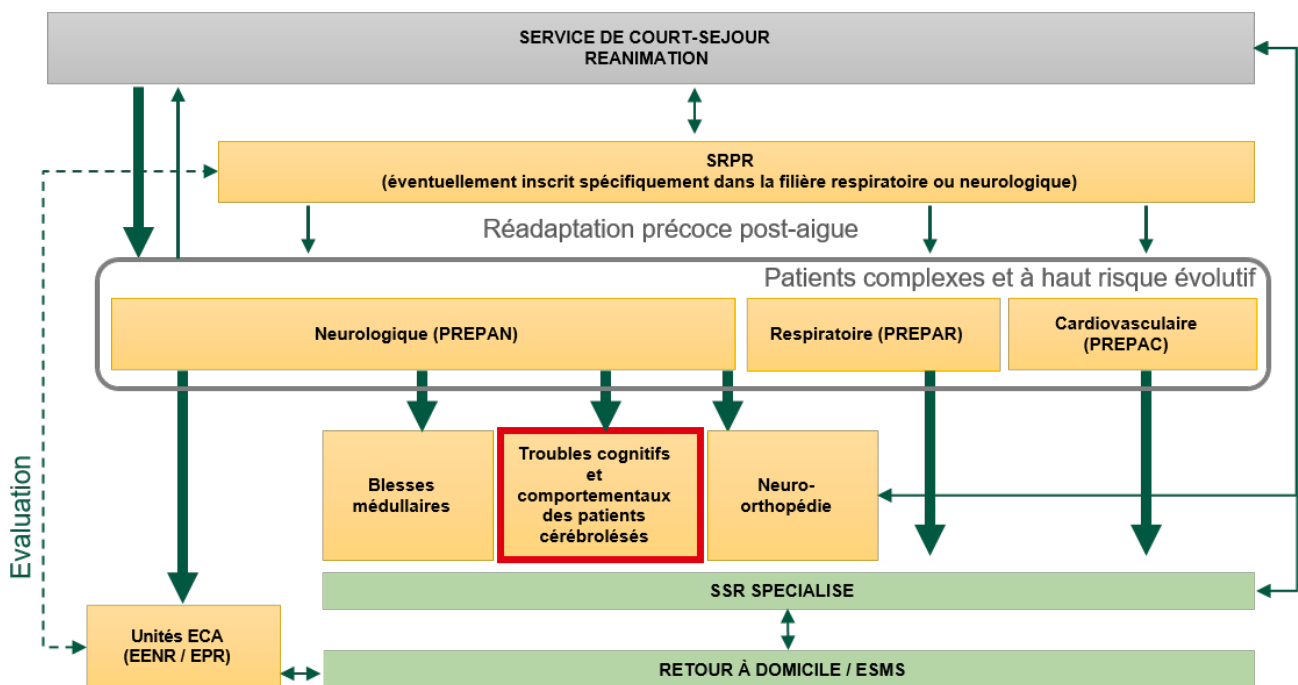 SERVICE DE COURT-SEJOUR
REANIMATION
SRPR
(éventuellement inscrit spécifiquement dans la filière respiratoire ou neurologique)
Réadaptation précoce post-aigue
Patients complexes et à haut risque évolutif
Neurologique (PREPAN)
Respiratoire (PREPAR)
Cardiovasculaire
(PREPAC)
Blesses
médullaires
Troubles cognitifs
et
comportementaux
des patients
cérébrolésés
Neuro-
orthopédie
Evaluation
SSR SPECIALISE
Unités ECA
(EENR / EPR)
RETOUR À DOMICILE / ESMS